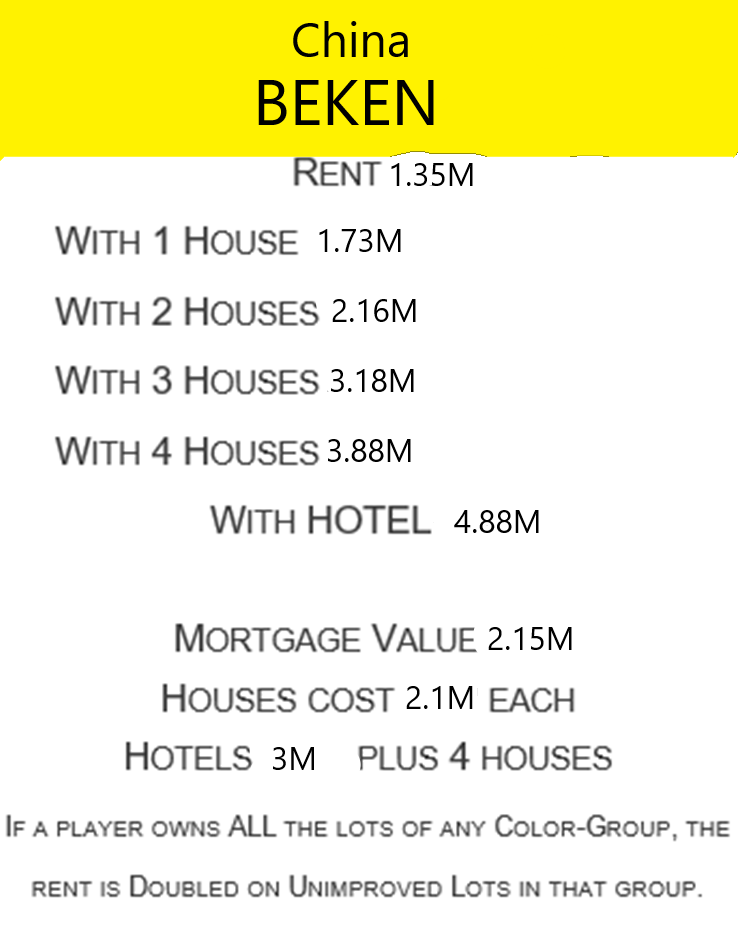 China
BEKEN
RENT 1.35M
WITH 1 HOUSE 1.73M
WITH 2 HOUSES 2.16M
WITH 3 HOUSES 3.18M
WITH 4 HOUSES 3.88M
WITH HOTEL 4.88M
MORTGAGE VALUE 2.15M
HOUSES COST 2.1M EACH
HOTELS 3M PLUS 4 HOUSES
IF A PLAYER OWNS ALL THE LOTS OF ANY COLOR-GROUP, THE
RENT IS DOUBLED ON UNIMPROVED LOTS IN THAT GROUP.